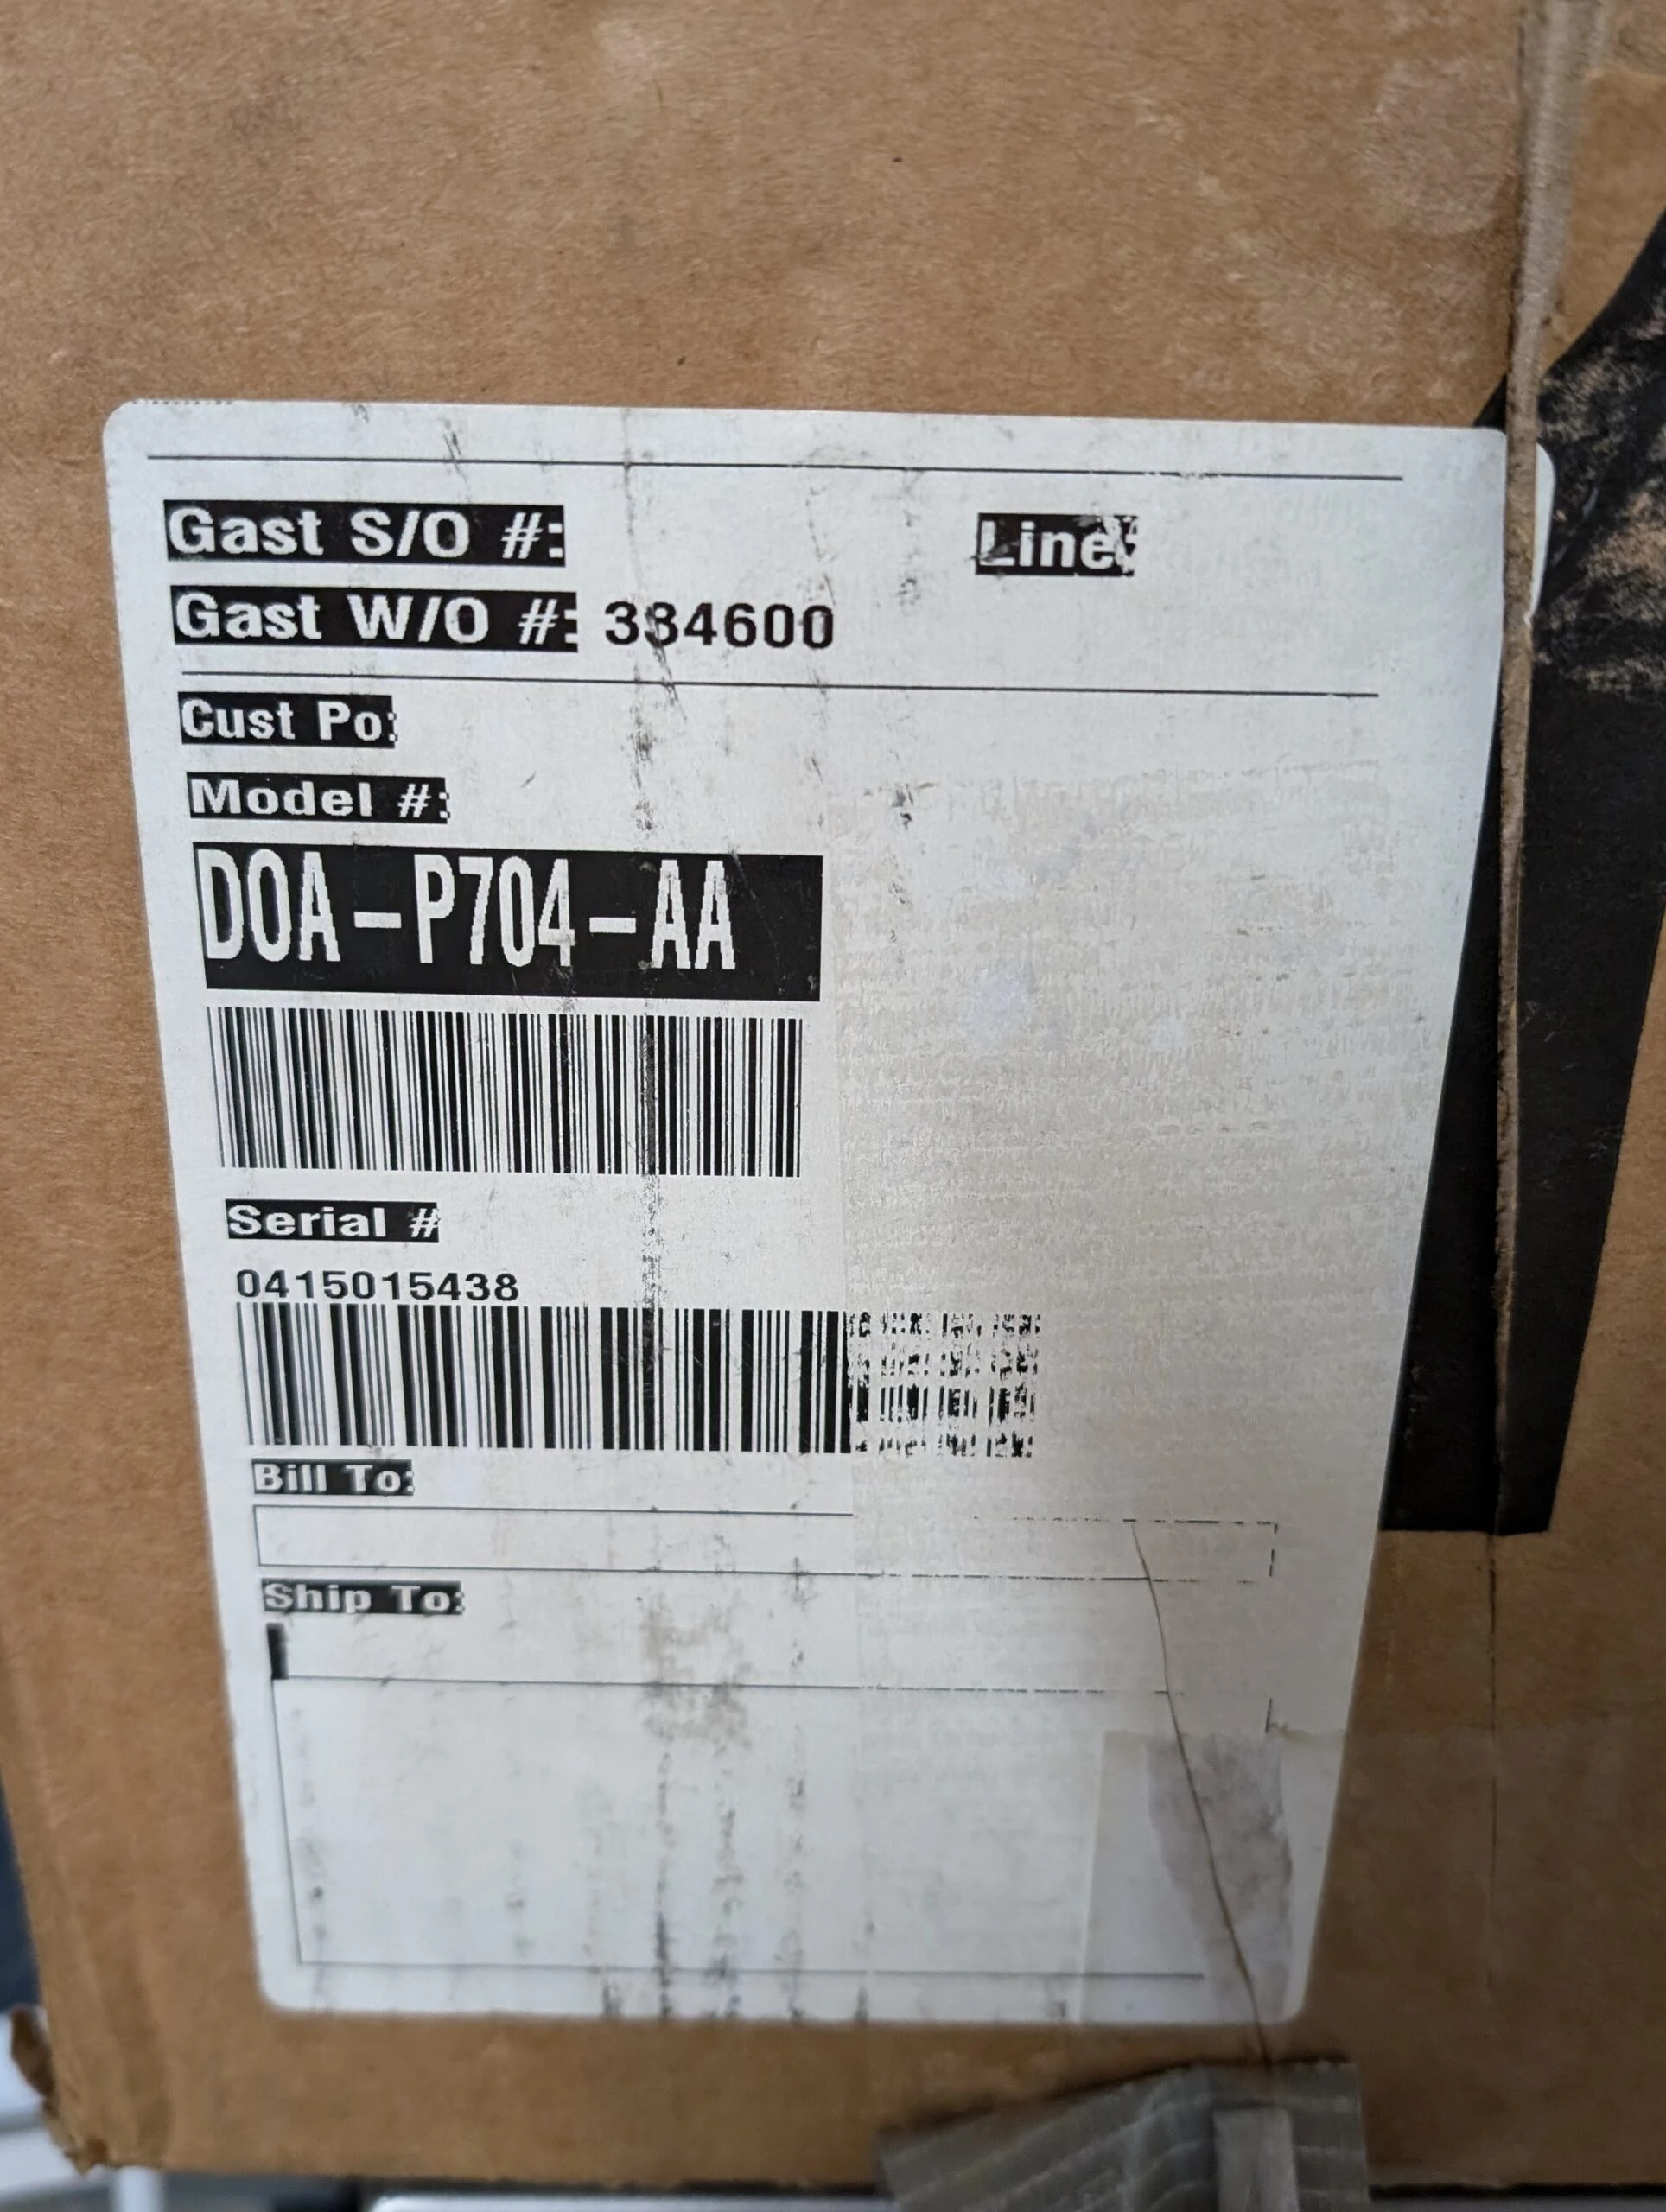 Gast S/O #: Line:
Gast W/O #: 334600
Cust Po:
Model #:
DOA-P704-AA
Serial #
0415015438
Bill To:
Ship To: